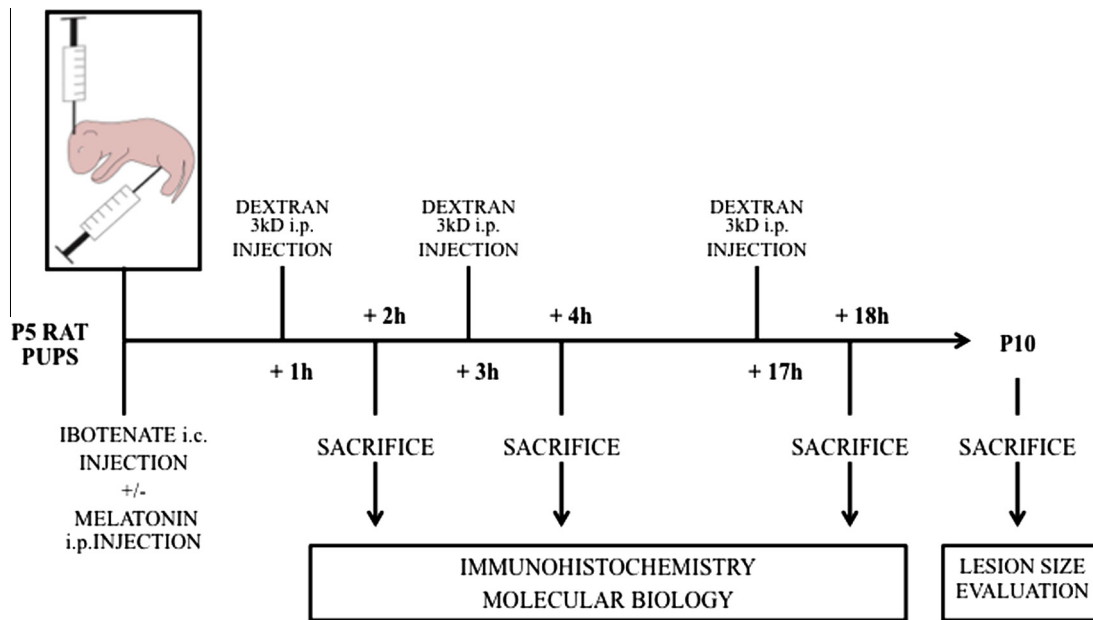 DEXTRAN
3kD i.p.
INJECTION
DEXTRAN
3kD i.p.
INJECTION
DEXTRAN
3kD i.p.
INJECTION
P5 RAT
PUPS
+ 1h
+ 2h
+ 3h
+ 4h
+ 17h
+ 18h
P10
IBOTENATE i.c.
INJECTION
+/-
MELATONIN
i.p.INJECTION
SACRIFICE
SACRIFICE
SACRIFICE
SACRIFICE
IMMUNOHISTOCHEMISTRY
MOLECULAR BIOLOGY
LESION SIZE
EVALUATION